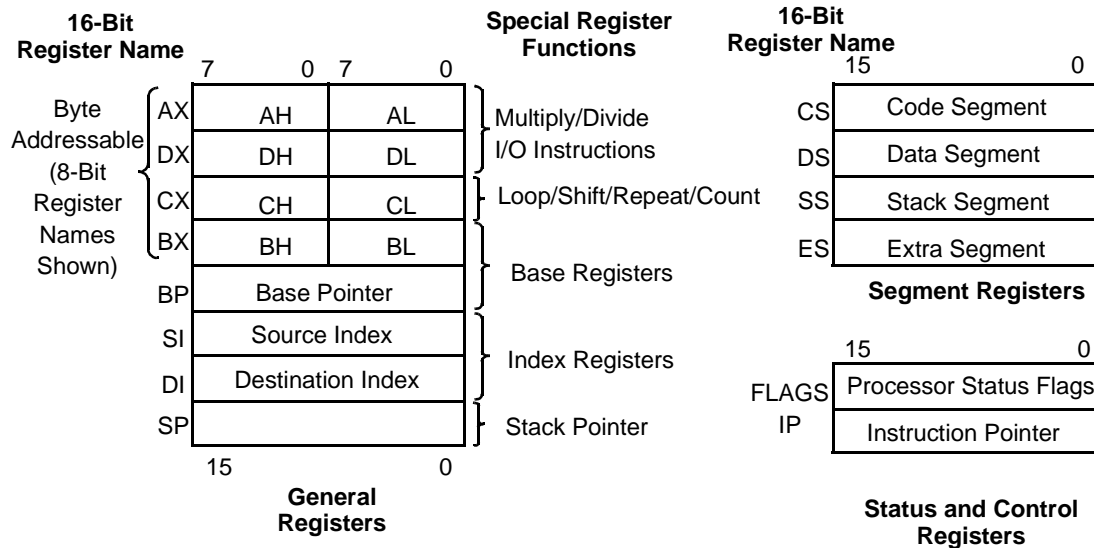 16-Bit
Register Name
Special Register
Functions
7 0 7 0
Byte
Addressable
(8-Bit
Register
Names
Shown)
AX AH AL
DX DH DL
CX CH CL
BX BH BL
BP Base Pointer
SI Source Index
DI Destination Index
SP
15 0
Multiply/Divide
I/O Instructions
Loop/Shift/Repeat/Count
Base Registers
Index Registers
Stack Pointer
General
Registers
16-Bit
Register Name
15 0
CS Code Segment
DS Data Segment
SS Stack Segment
ES Extra Segment
Segment Registers
15 0
FLAGS Processor Status Flags
IP Instruction Pointer
Status and Control
Registers